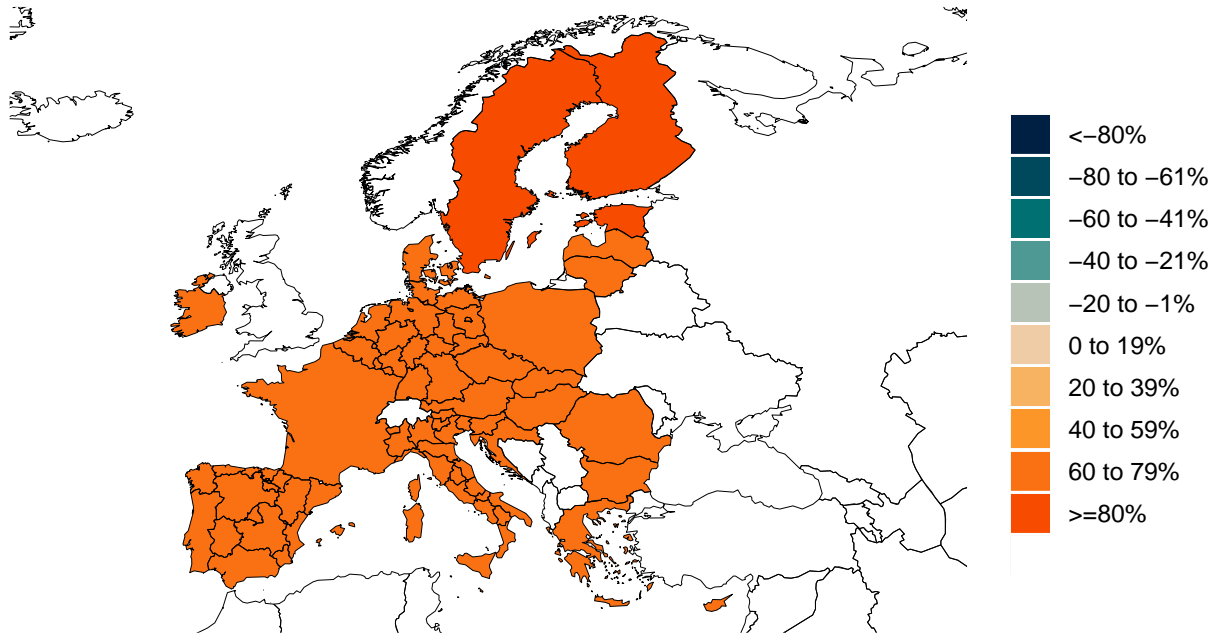 <−80%
−80 to −61%
−60 to −41%
−40 to −21%
−20 to −1%
0 to 19%
20 to 39%
40 to 59%
60 to 79%
>=80%